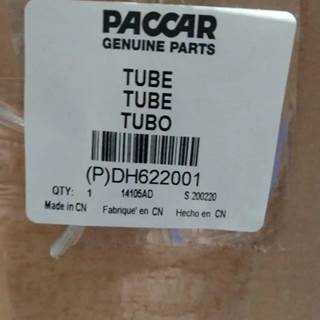 PACCAR
GENUINE PARTS
TUBE
TUBE
TUBO
(P)DH622001
QTY: 1 14105AD S 200220
Made in CN Fabrique' en CN Hecho en CN